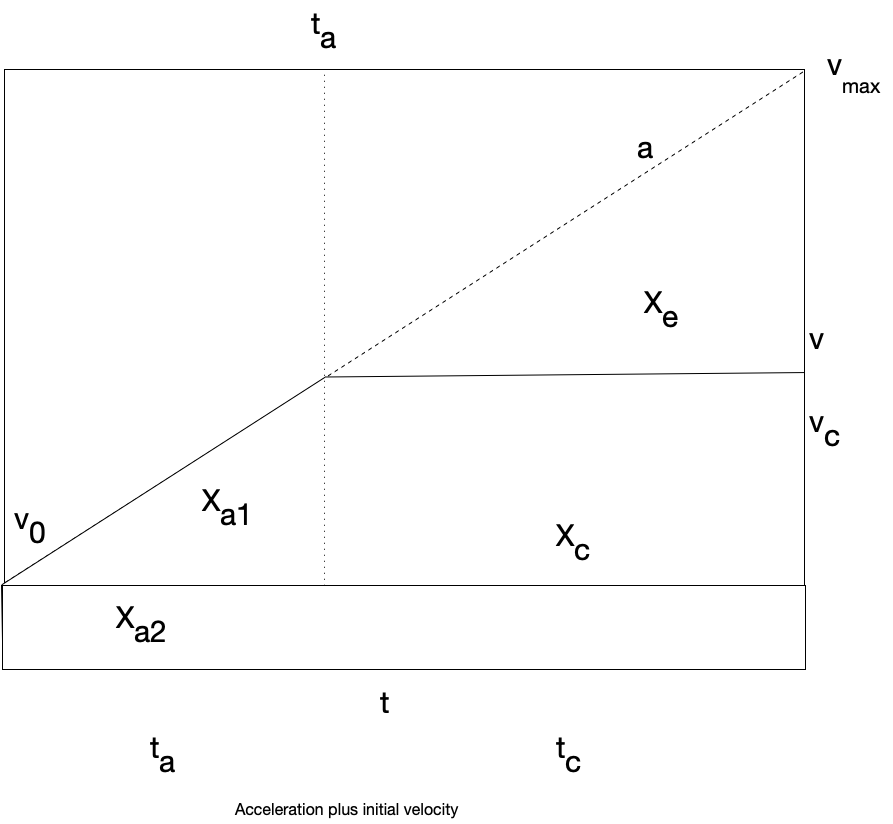 t_a
v_max
a
X_e
v
v_c
X_a1
v_0
X_c
X_a2
t
t_a t_c
Acceleration plus initial velocity